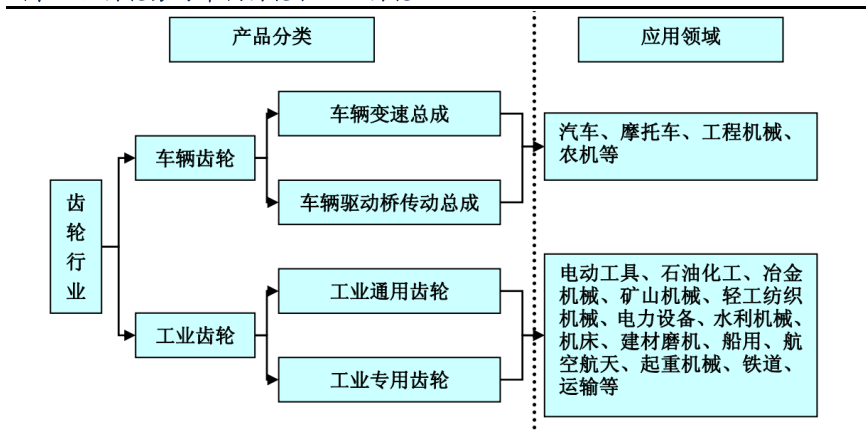 产品分类
应用领域
车辆变速总成
车辆齿轮
汽车、摩托车、工程机械、
农机等
车辆驱动桥传动总成
齿
轮
行
业
工业通用齿轮
工业齿轮
工业专用齿轮
电动工具、石油化工、冶金
机械、矿山机械、轻工纺织
机械、电力设备、水利机械、
机床、建材磨机、船用、航
空航天、起重机械、铁道、
运输等